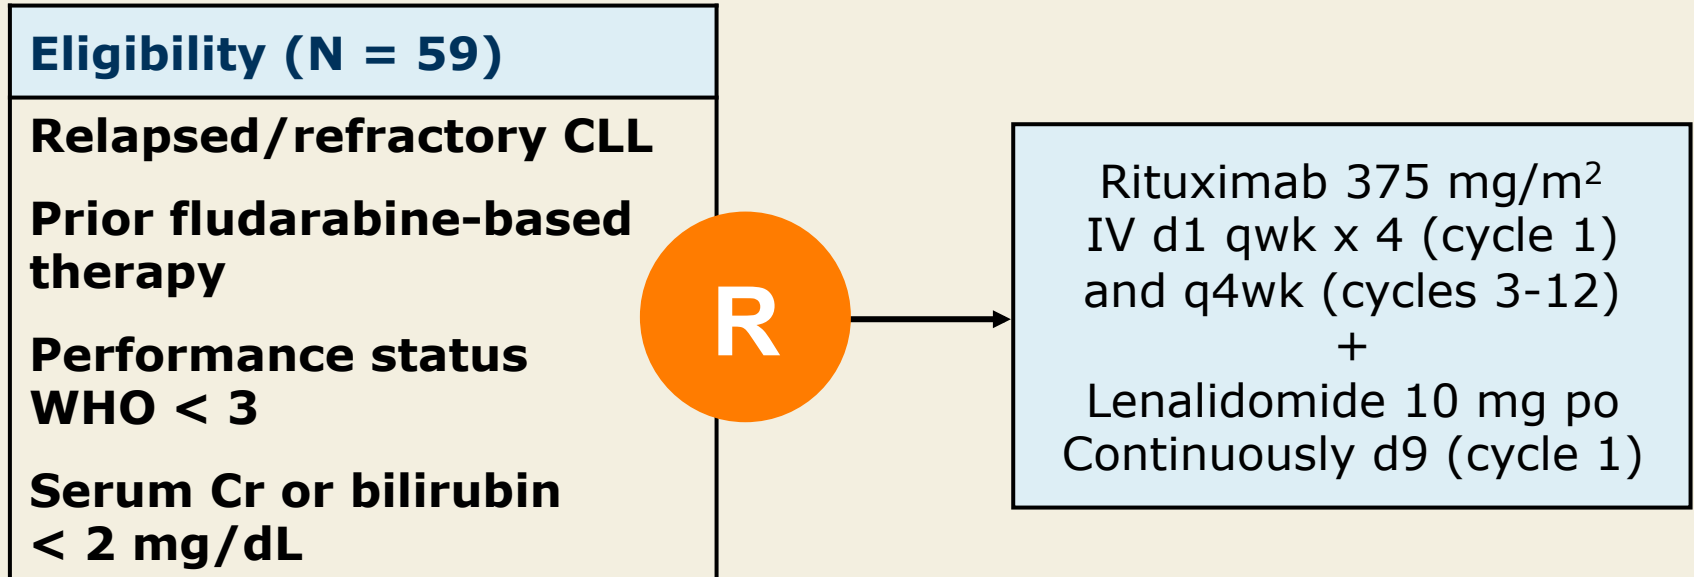 Eligibility (N = 59)
Relapsed/refractory CLL
Prior fludarabine-based
therapy
Performance status
WHO < 3
Serum Cr or bilirubin
< 2 mg/dL
R
Rituximab 375 mg/m²
IV d1 qwk x 4 (cycle 1)
and q4wk (cycles 3-12)
+
Lenalidomide 10 mg po
Continuously d9 (cycle 1)